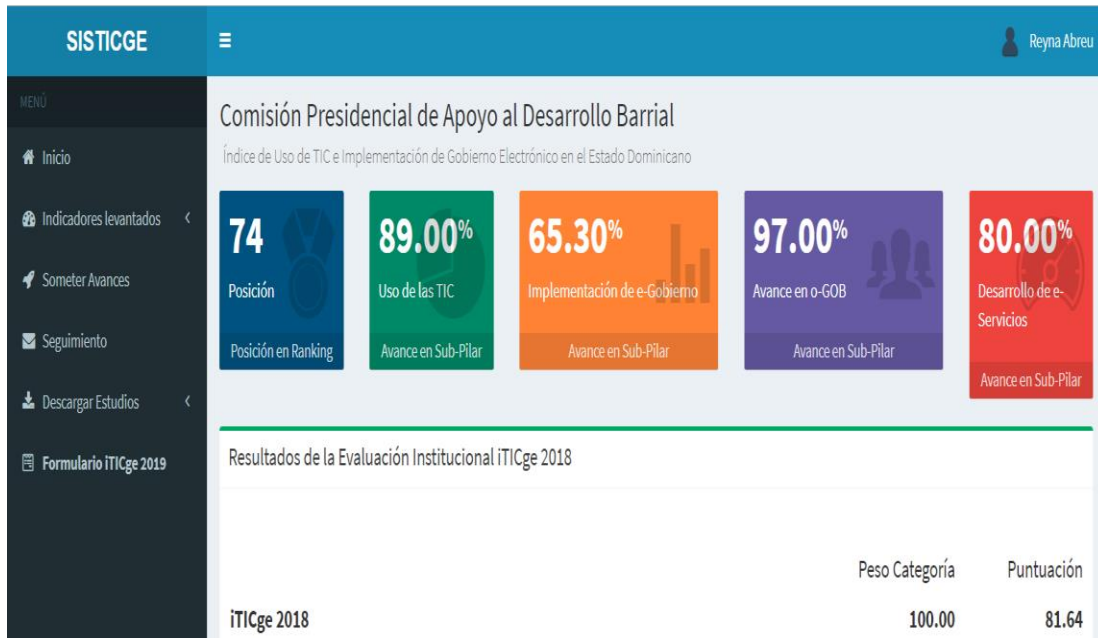 SISTICGE
Reyna Abreu
MENÚ
Inicio
Indicadores levantados
Someter Avances
Seguimiento
Descargar Estudios
Formulario iTICge 2019
Comisión Presidencial de Apoyo al Desarrollo Barrial
Índice de Uso de TIC e Implementación de Gobierno Electrónico en el Estado Dominicano
74
Posición
Posición en Ranking
89.00%
Uso de las TIC
Avance en Sub-Pilar
65.30%
Implementación de e-Gobierno
Avance en Sub-Pilar
97.00%
Avance en o-GOB
Avance en Sub-Pilar
80.00%
Desarrollo de e-
Servicios
Avance en Sub-Pilar
Resultados de la Evaluación Institucional iTICge 2018
Peso Categoría Puntuación
iTICge 2018 100.00 81.64